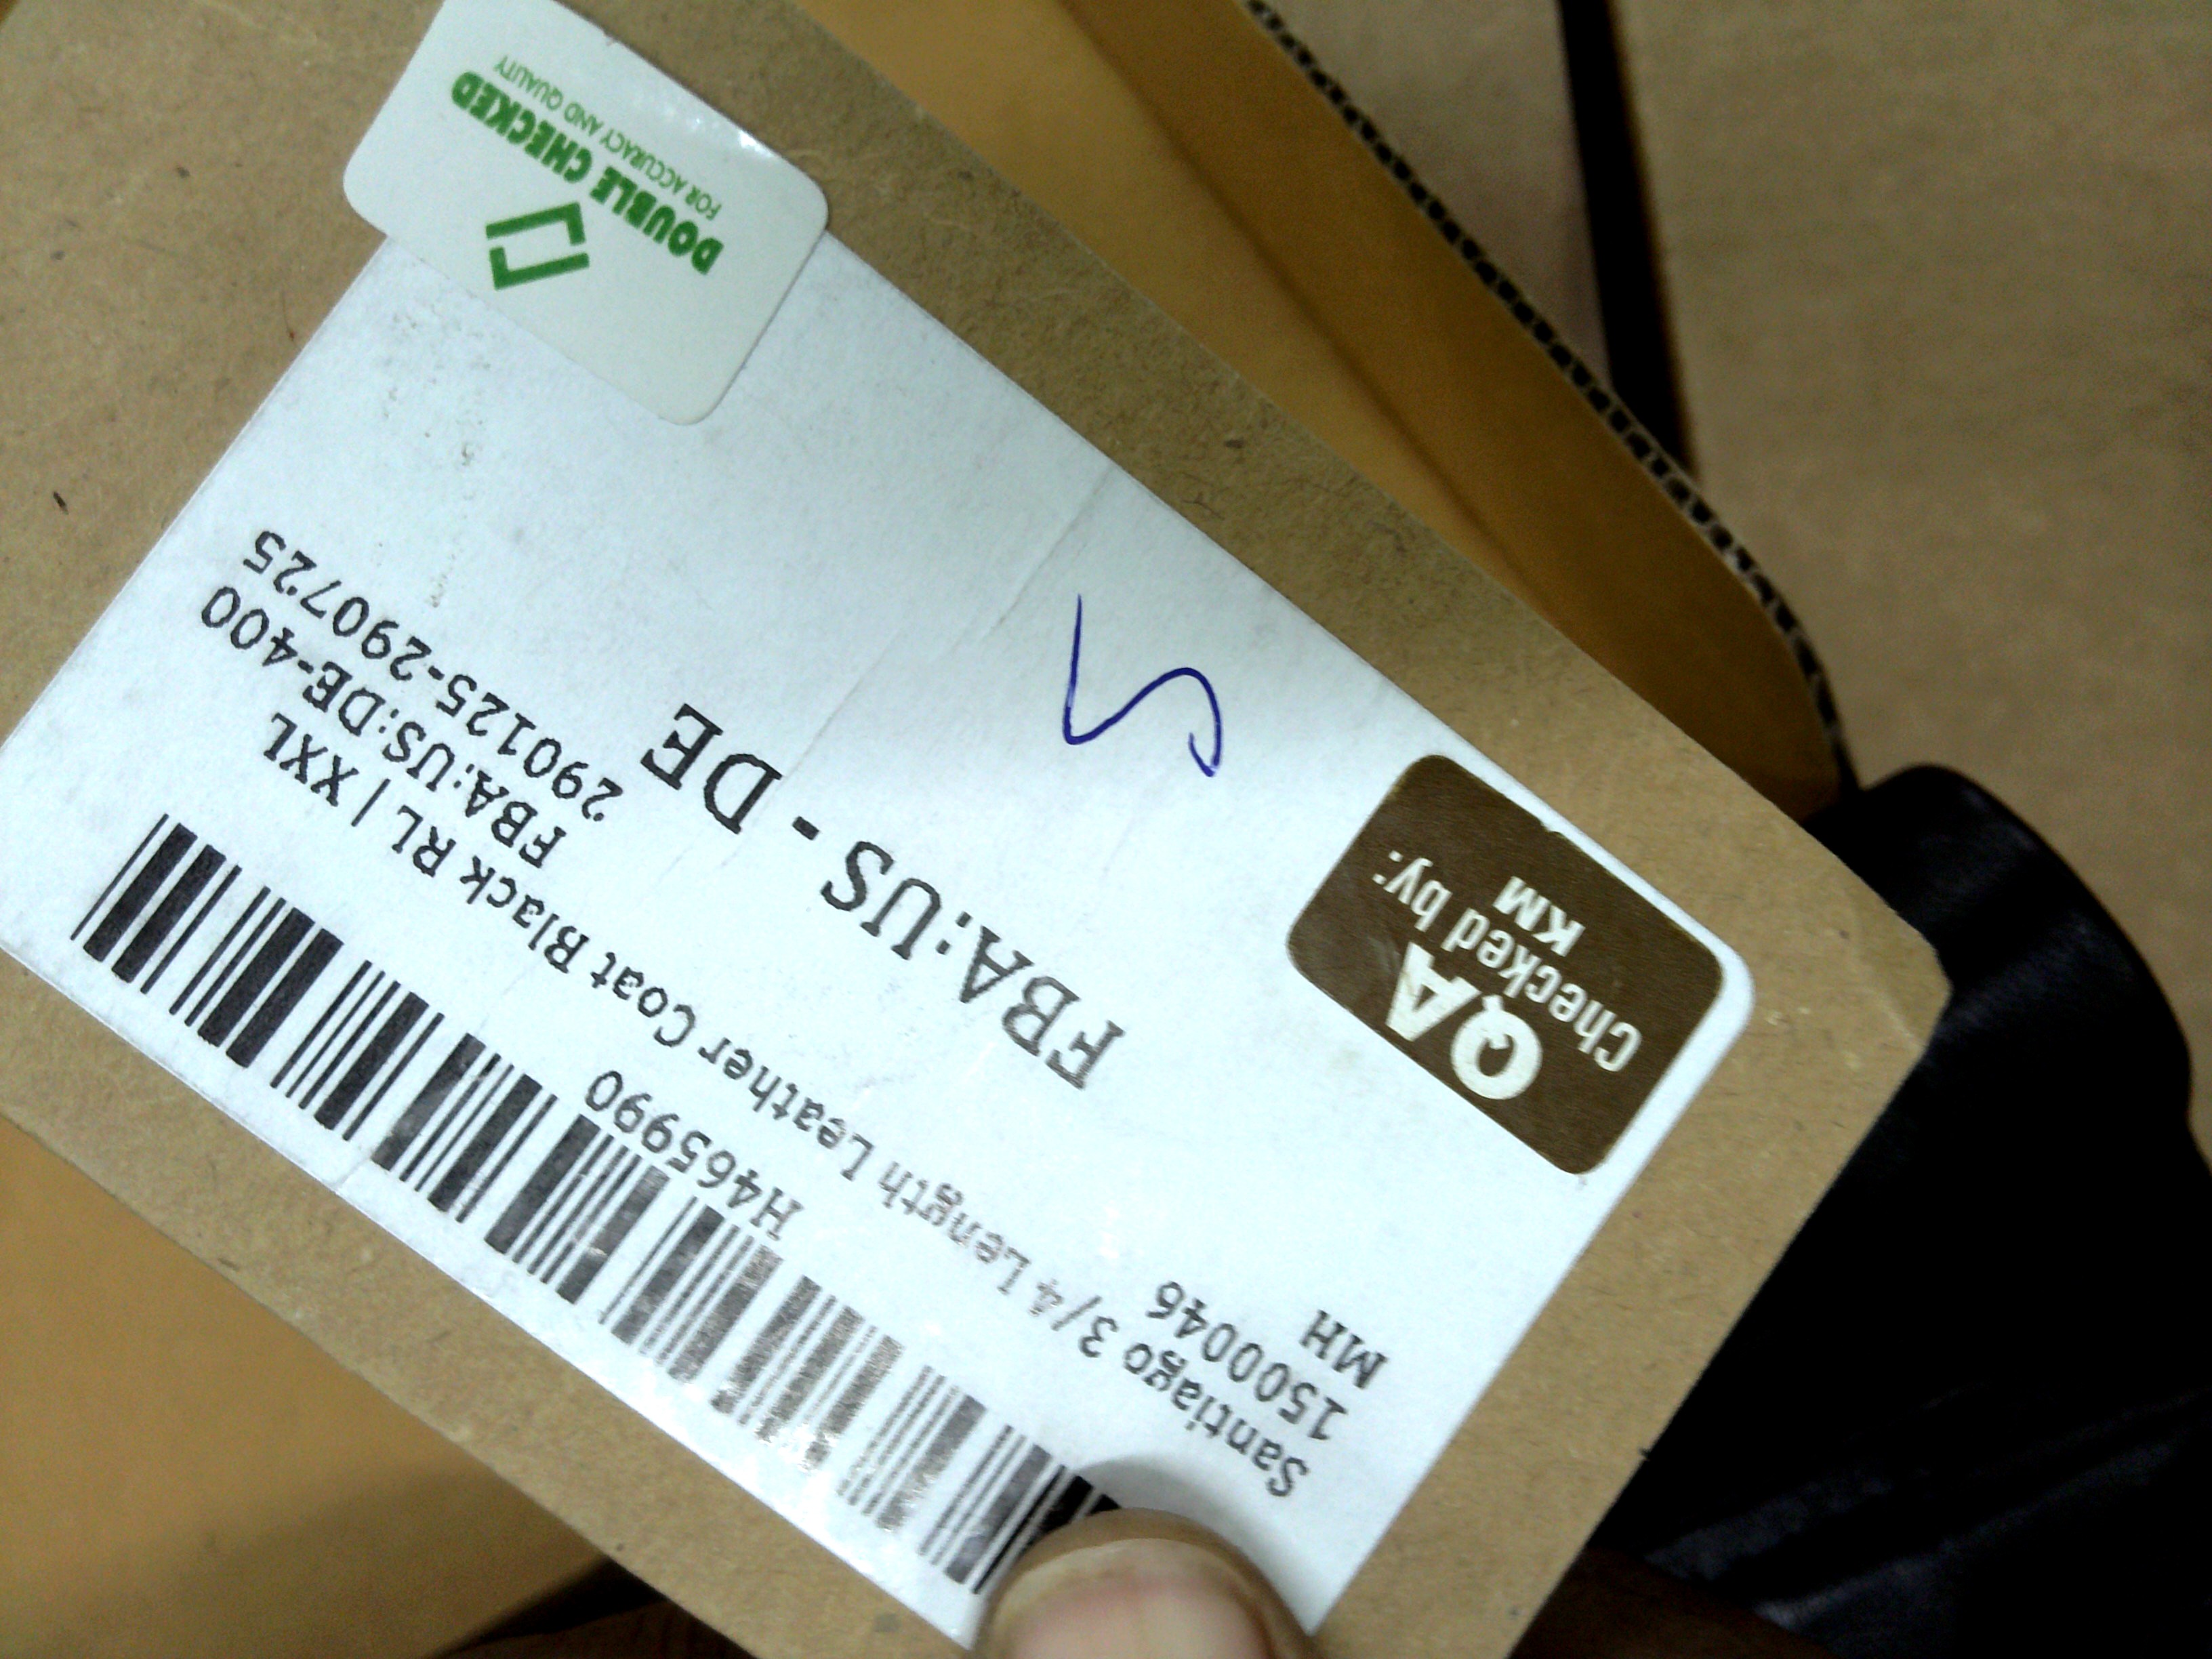 H465990
Santiago 3/4 Length Leather Coat Black RL | XXL
15000046 FBA:US:DE-400
MH 290125-290725
FBA:US - DE
QA
Checked by:
KM
DOUBLE CHECKED
FOR ACCURACY AND QUALITY